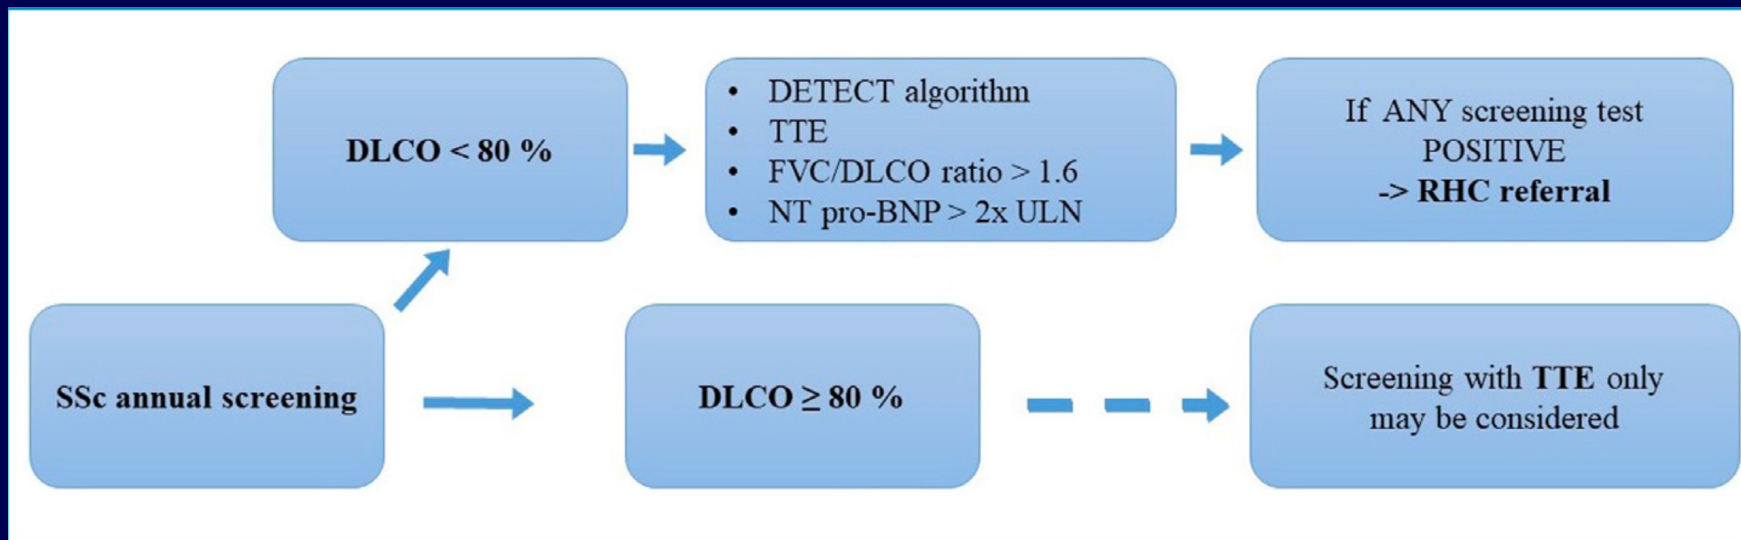 DLCO < 80 %
• DETECT algorithm
• TTE
• FVC/DLCO ratio > 1.6
• NT pro-BNP > 2x ULN
If ANY screening test
POSITIVE
-> RHC referral
SSc annual screening
DLCO ≥ 80 %
Screening with TTE only
may be considered